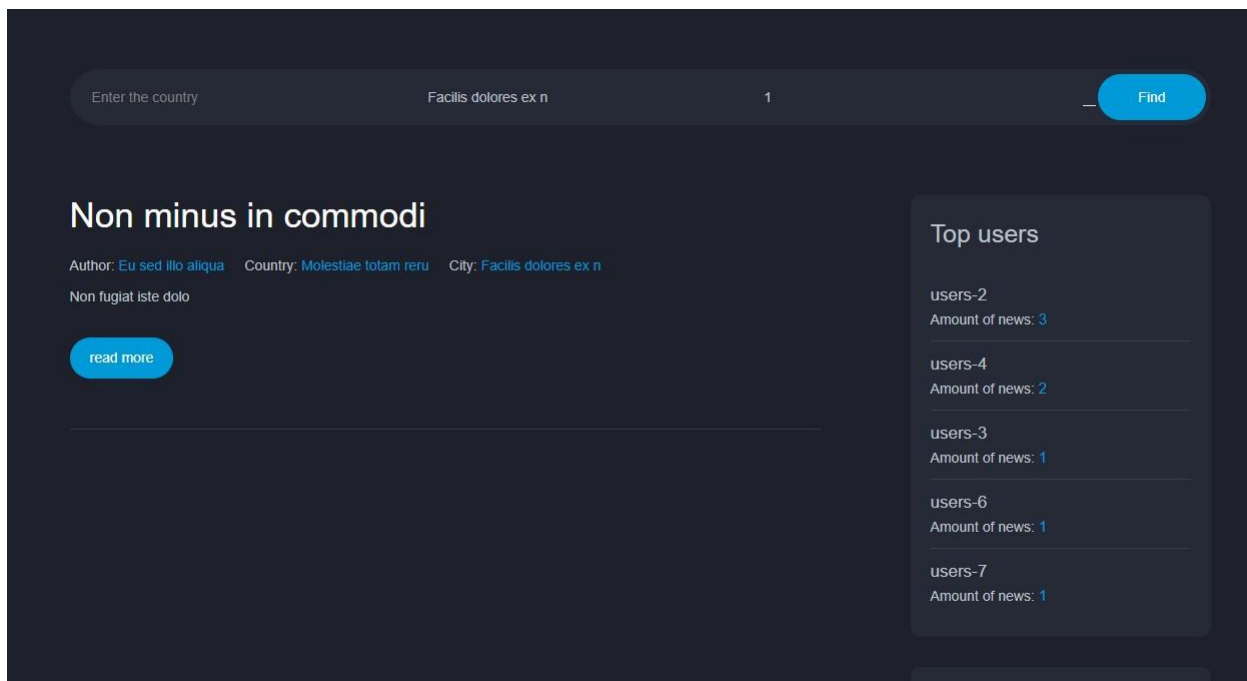 Enter the country Facilis dolores ex n 1 Find
Non minus in commodi
Author: Eu sed illo aliqua Country: Molestiae totam reru City: Facilis dolores ex n
Non fugiat iste dolo
read more
Top users
users-2
Amount of news: 3
users-4
Amount of news: 2
users-3
Amount of news: 1
users-6
Amount of news: 1
users-7
Amount of news: 1